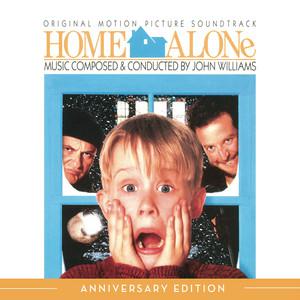 ORIGINAL MOTION PICTURE SOUNDTRACK
HOME ALONe
MUSIC COMPOSED & CONDUCTED BY JOHN WILLIAMS
ANNIVERSARY EDITION